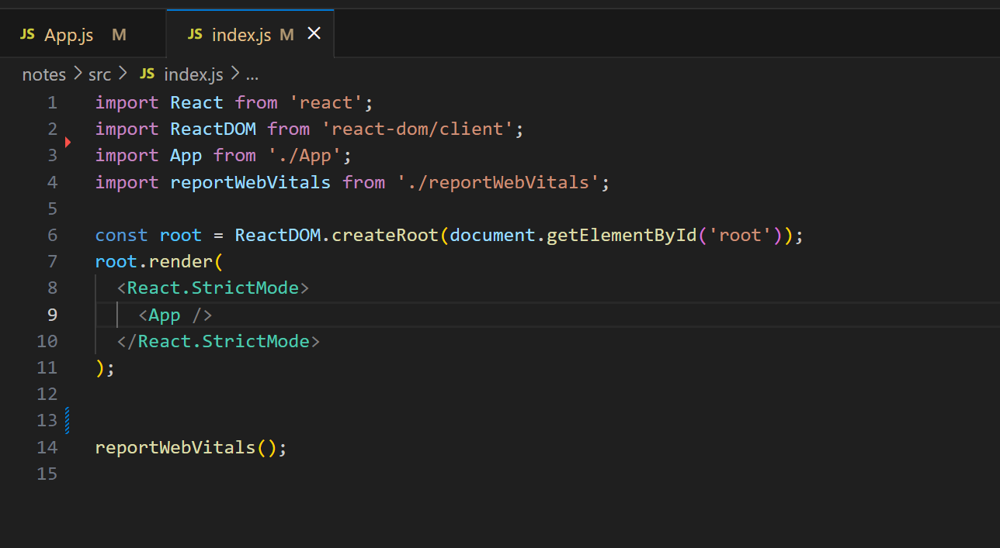 JS App.js M JS index.js M
notes > src > JS index.js > ...
1 import React from 'react';
2 import ReactDOM from 'react-dom/client';
3 import App from './App';
4 import reportWebVitals from './reportWebVitals';
5
6 const root = ReactDOM.createRoot(document.getElementById('root'));
7 root.render(
8   <React.StrictMode>
9     <App />
10   </React.StrictMode>
11 );
12
13
14 reportWebVitals();
15